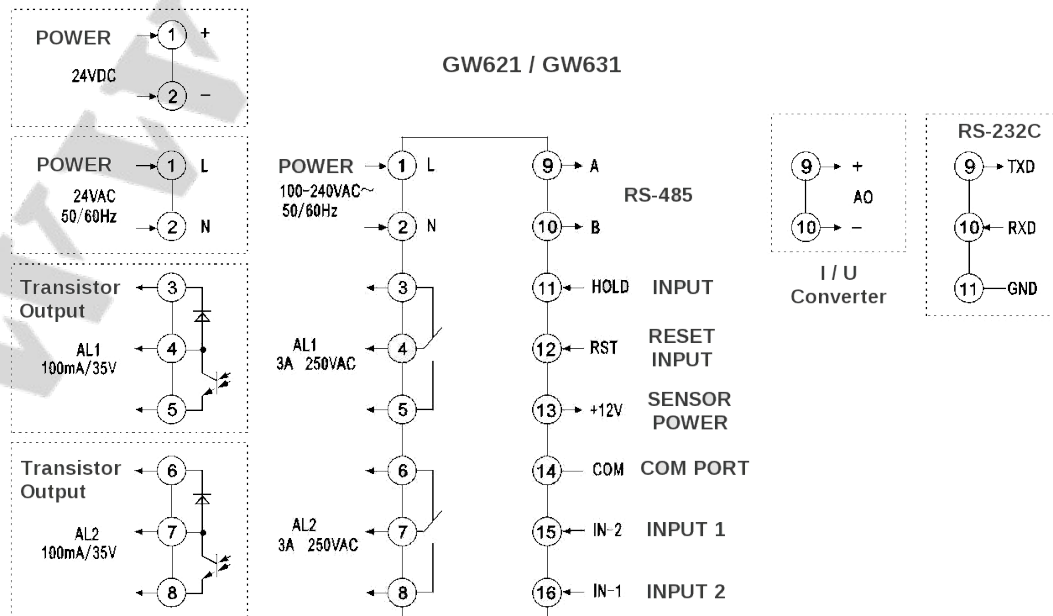 POWER
1 +
24VDC
2 −
POWER
1 L
24VAC
50/60Hz
2 N
Transistor
Output
3
4
AL1
100mA/35V
5
Transistor
Output
6
7
AL2
100mA/35V
8
GW621 / GW631
POWER
1 L
100-240VAC~
50/60Hz
2 N
3
4
AL1
3A 250VAC
5
6
7
AL2
3A 250VAC
8
9 A
RS-485
10 B
11 HOLD INPUT
12 RST RESET
INPUT
13 +12V SENSOR
POWER
14 COM COM PORT
15 IN-2 INPUT 1
16 IN-1 INPUT 2
9 +
AO
10 −
I / U
Converter
RS-232C
9 TXD
10 RXD
11 GND
WW